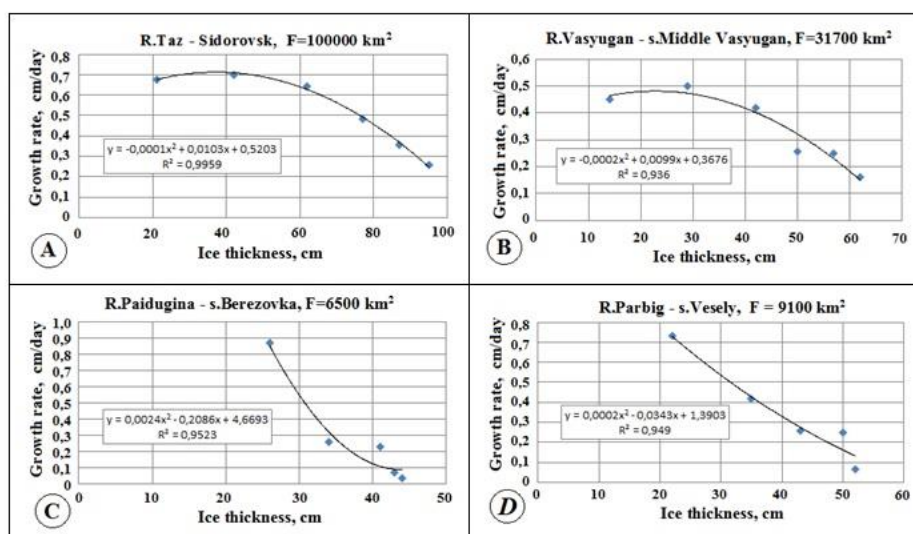 R.Taz - Sidorovsk, F=100000 km²
Growth rate, cm/day
0,8
0,7
0,6
0,5
0,4
0,3
0,2
0,1
0
y = -0,0001x² + 0,0103x + 0,5203
R² = 0,9959
0 20 40 60 80 100
Ice thickness, cm
A
R.Vasyugan - s.Middle Vasyugan, F=31700 km²
Growth rate, cm/day
0,6
0,5
0,4
0,3
0,2
0,1
0
y = -0,0002x² + 0,0099x + 0,3676
R² = 0,936
0 10 20 30 40 50 60 70
Ice thickness, cm
B
R.Paidugina - s.Berezovka, F=6500 km²
Growth rate, cm/day
1,0
0,9
0,8
0,7
0,6
0,5
0,4
0,3
0,2
0,1
0
y = 0,0024x² - 0,2086x + 4,6693
R² = 0,9523
0 10 20 30 40 50
Ice thickness, cm
C
R.Parbig - s.Vesely, F = 9100 km²
Growth rate, cm/day
0,8
0,7
0,6
0,5
0,4
0,3
0,2
0,1
0
y = 0,0002x² - 0,0343x + 1,3903
R² = 0,949
0 10 20 30 40 50 60
Ice thickness, cm
D